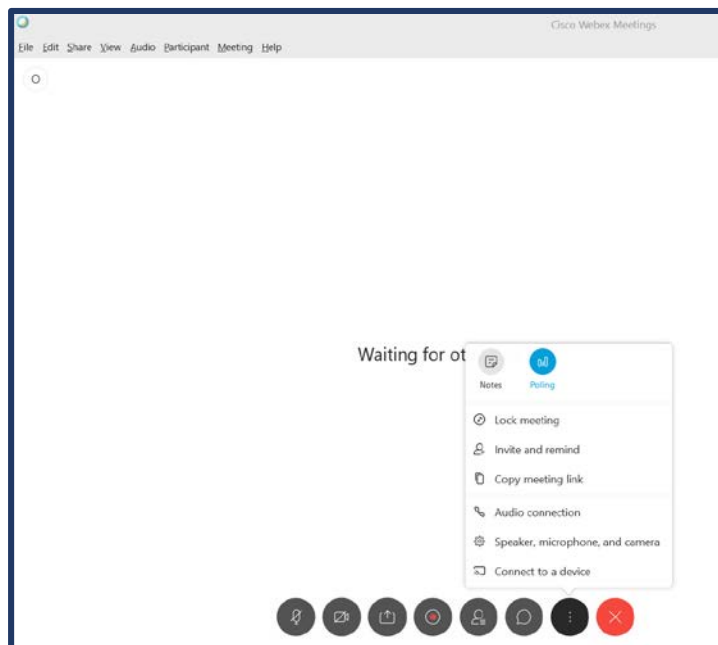 Cisco Webex Meetings
File Edit Share View Audio Participant Meeting Help
O
Waiting for ot
Notes Polling
Lock meeting
Invite and remind
Copy meeting link
Audio connection
Speaker, microphone, and camera
Connect to a device